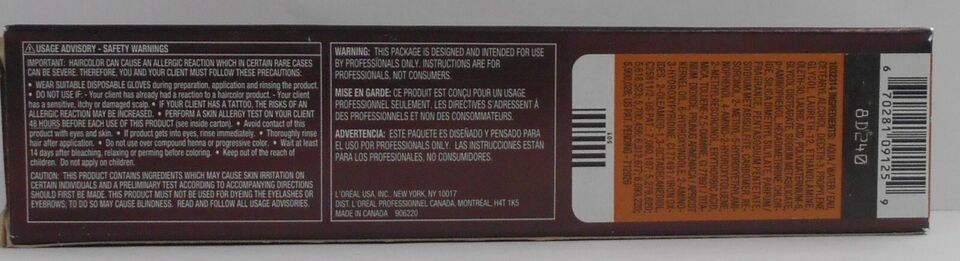 ⚠ USAGE ADVISORY - SAFETY WARNINGS
IMPORTANT: HAIRCOLOR CAN CAUSE AN ALLERGIC REACTION WHICH IN CERTAIN RARE CASES
CAN BE SEVERE. THEREFORE, YOU AND YOUR CLIENT MUST FOLLOW THESE PRECAUTIONS:
• WEAR SUITABLE DISPOSABLE GLOVES during preparation, application and rinsing the product.
• DO NOT USE IF: - Your client has already had a reaction to a haircolor product. - Your client
has a sensitive, itchy or damaged scalp. • IF YOUR CLIENT HAS A TATTOO, THE RISKS OF AN
ALLERGIC REACTION MAY BE INCREASED. • PERFORM A SKIN ALLERGY TEST ON YOUR CLIENT
48 HOURS BEFORE EACH USE OF THIS PRODUCT (see inside carton). • Avoid contact of this
product with eyes and skin. • If product gets into eyes, rinse immediately. • Thoroughly rinse
hair after application. • Do not use over compound henna or progressive color. • Wait at least
14 days after bleaching, relaxing or perming before coloring. • Keep out of the reach of
children. Do not apply on children.
CAUTION: THIS PRODUCT CONTAINS INGREDIENTS WHICH MAY CAUSE SKIN IRRITATION ON
CERTAIN INDIVIDUALS AND A PRELIMINARY TEST ACCORDING TO ACCOMPANYING DIRECTIONS
SHOULD FIRST BE MADE. THIS PRODUCT MUST NOT BE USED FOR DYEING THE EYELASHES OR
EYEBROWS; TO DO SO MAY CAUSE BLINDNESS. READ AND FOLLOW ALL USAGE ADVISORIES.
WARNING: THIS PACKAGE IS DESIGNED AND INTENDED FOR USE
BY PROFESSIONALS ONLY. INSTRUCTIONS ARE FOR
PROFESSIONALS, NOT CONSUMERS.
MISE EN GARDE: CE PRODUIT EST CONÇU POUR UN USAGE
PROFESSIONNEL SEULEMENT. LES DIRECTIVES S'ADRESSENT À
DES PROFESSIONNELS ET NON DES CONSOMMATEURS.
ADVERTENCIA: ESTE PAQUETE ES DISEÑADO Y PENSADO PARA
EL USO POR PROFESIONALES ONLY. LAS INSTRUCCIONES ESTÁN
PARA LOS PROFESIONALES, NO CONSUMIDORES.
L'ORÉAL USA, INC., NEW YORK, NY 10017
DIST. L'ORÉAL PROFESSIONNEL CANADA, MONTRÉAL, H4T 1K5
MADE IN CANADA 906220
501
1003214 INGREDIENTS: AQUA, WATER, EAU
8D240
6 70281 09125 9